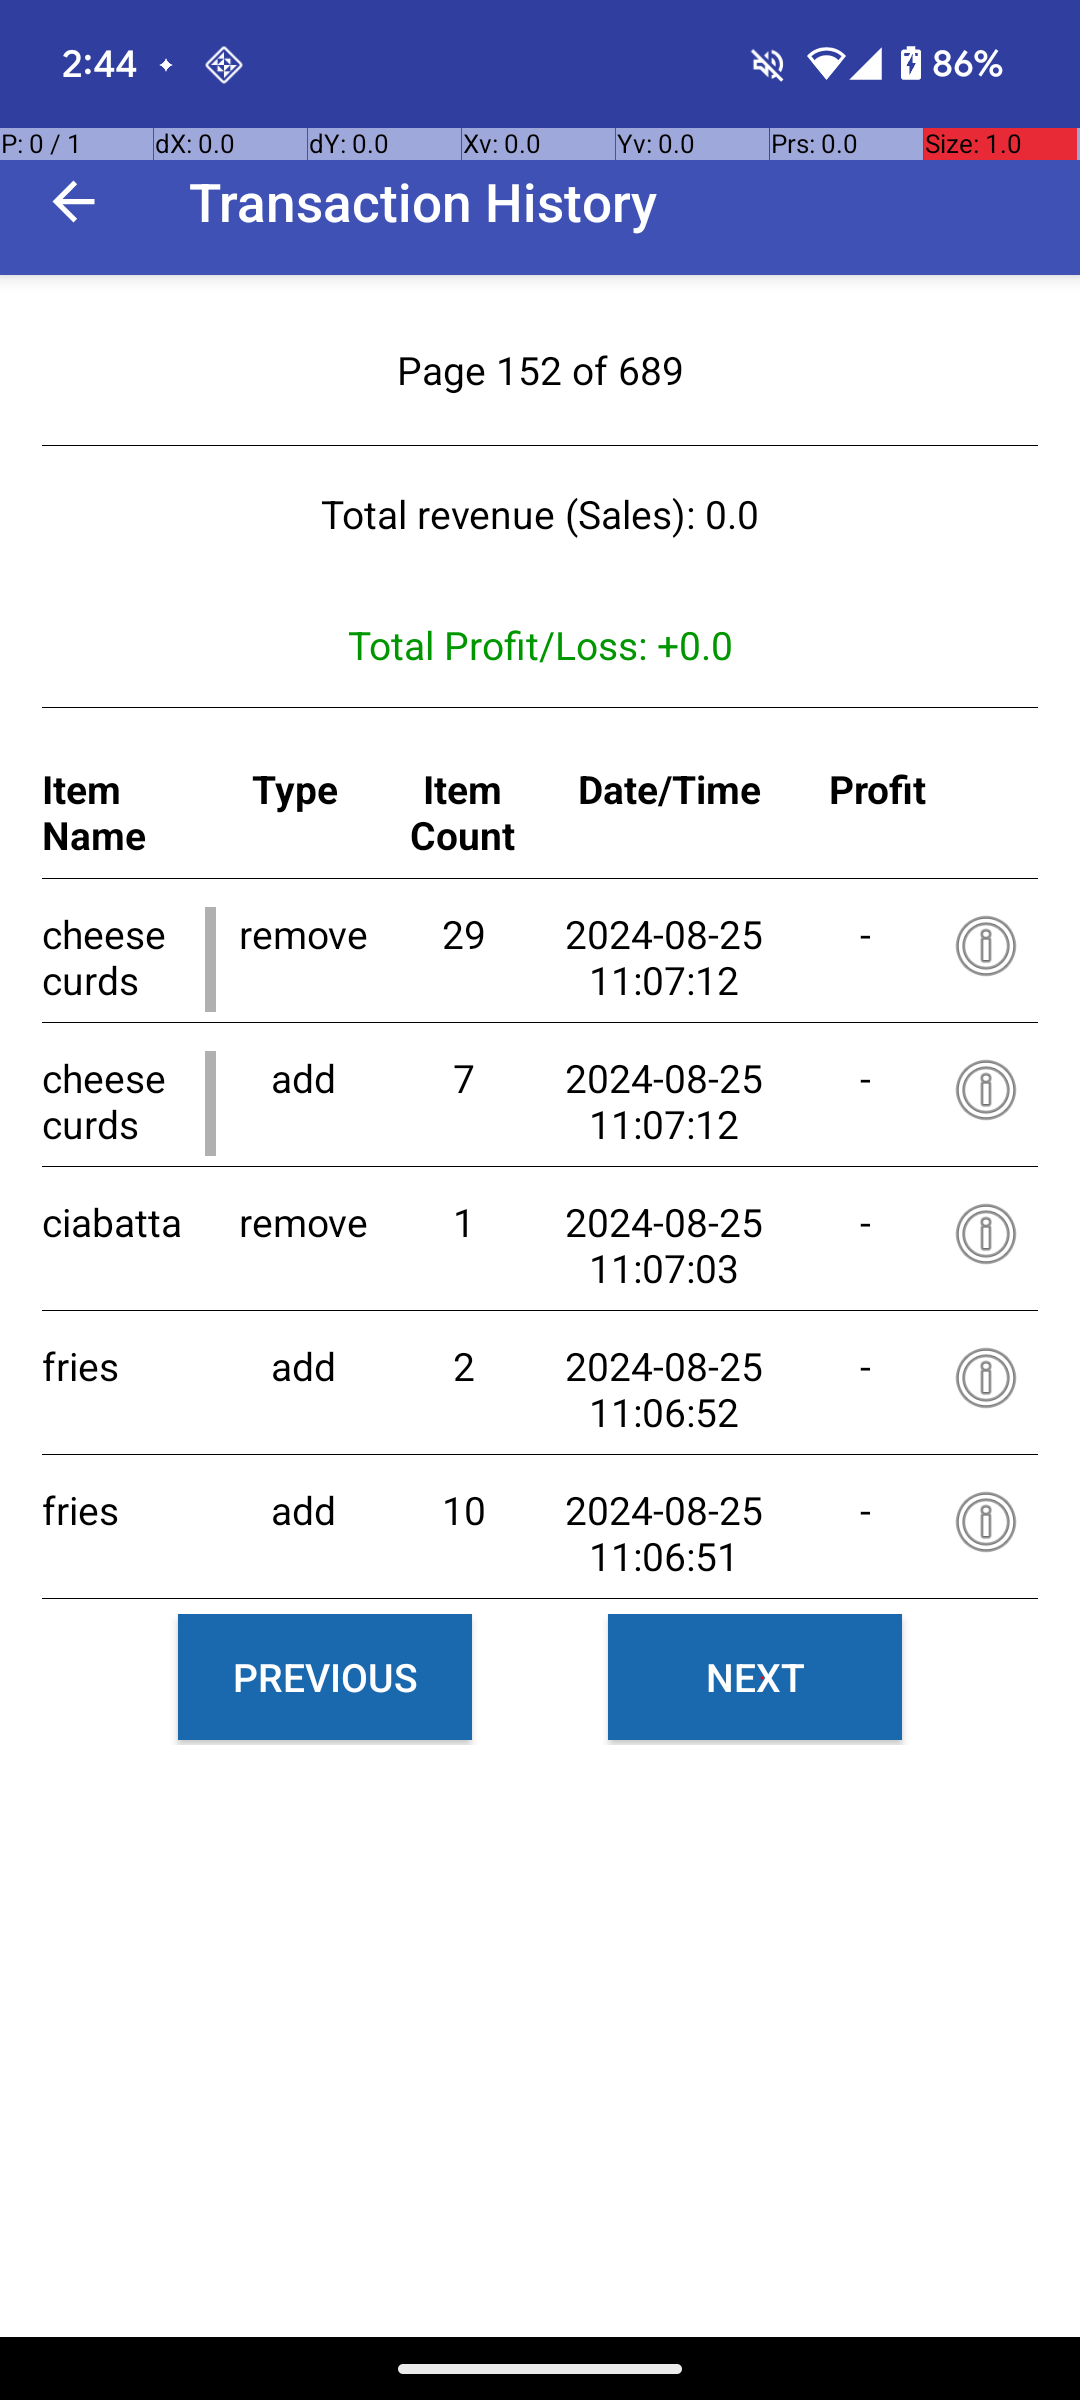 2:44
86%
P: 0 / 1 dX: 0.0 dY: 0.0 Xv: 0.0 Yv: 0.0 Prs: 0.0 Size: 1.0
Transaction History
Page 152 of 689
Total revenue (Sales): 0.0
Total Profit/Loss: +0.0
Item Name Type Item Count Date/Time Profit
cheese curds remove 29 2024-08-25 11:07:12 -
cheese curds add 7 2024-08-25 11:07:12 -
ciabatta remove 1 2024-08-25 11:07:03 -
fries add 2 2024-08-25 11:06:52 -
fries add 10 2024-08-25 11:06:51 -
PREVIOUS NEXT